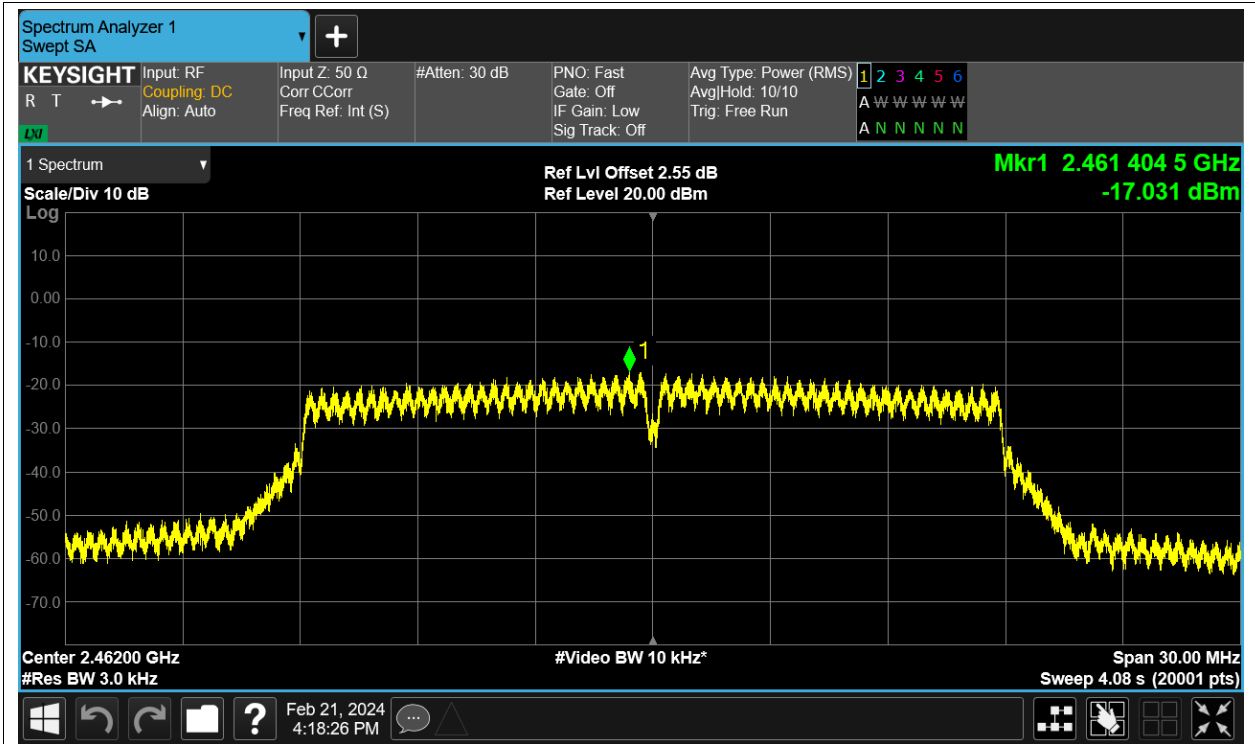 Spectrum Analyzer 1
Swept SA
+
KEYSIGHT
R T
LXI
Input: RF
Coupling: DC
Align: Auto
Input Z: 50 Ω
Corr CCorr
Freq Ref: Int (S)
#Atten: 30 dB
PNO: Fast
Gate: Off
IF Gain: Low
Sig Track: Off
Avg Type: Power (RMS)
Avg|Hold: 10/10
Trig: Free Run
1 2 3 4 5 6
A W W W W W
A N N N N N
1 Spectrum
Scale/Div 10 dB
Log
Ref Lvl Offset 2.55 dB
Ref Level 20.00 dBm
Mkr1 2.461 404 5 GHz
-17.031 dBm
10.0
0.00
-10.0
-20.0
-30.0
-40.0
-50.0
-60.0
-70.0
1
Center 2.46200 GHz
#Res BW 3.0 kHz
#Video BW 10 kHz*
Span 30.00 MHz
Sweep 4.08 s (20001 pts)
?
Feb 21, 2024
4:18:26 PM